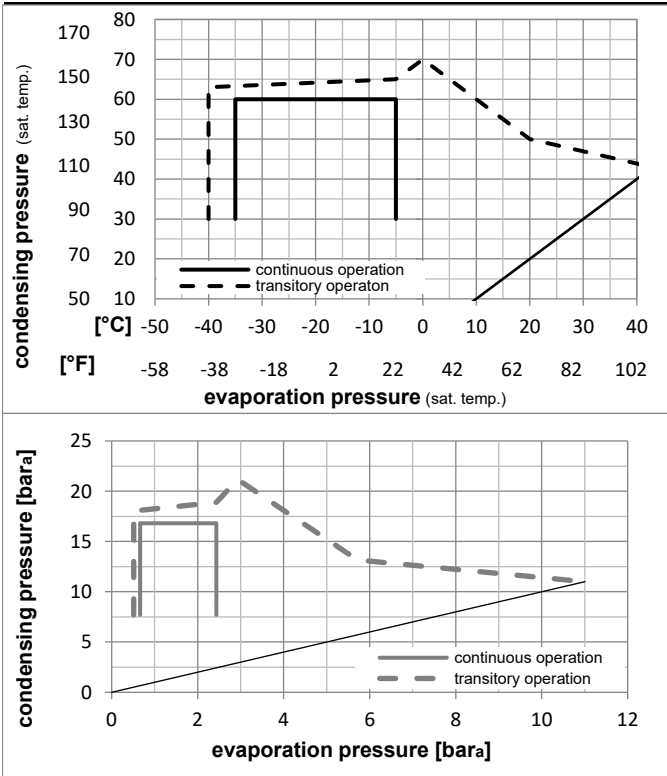 condensing pressure (sat. temp.)
170 80
150 70
60
130 50
110 40
90 30
70 20
50 10
continuous operation
transitory operaton
[°C] -50 -40 -30 -20 -10 0 10 20 30 40
[°F] -58 -38 -18 2 22 42 62 82 102
evaporation pressure (sat. temp.)
condensing pressure [bara]
25
20
15
10
5
0
continuous operation
transitory operation
0 2 4 6 8 10 12
evaporation pressure [bara]